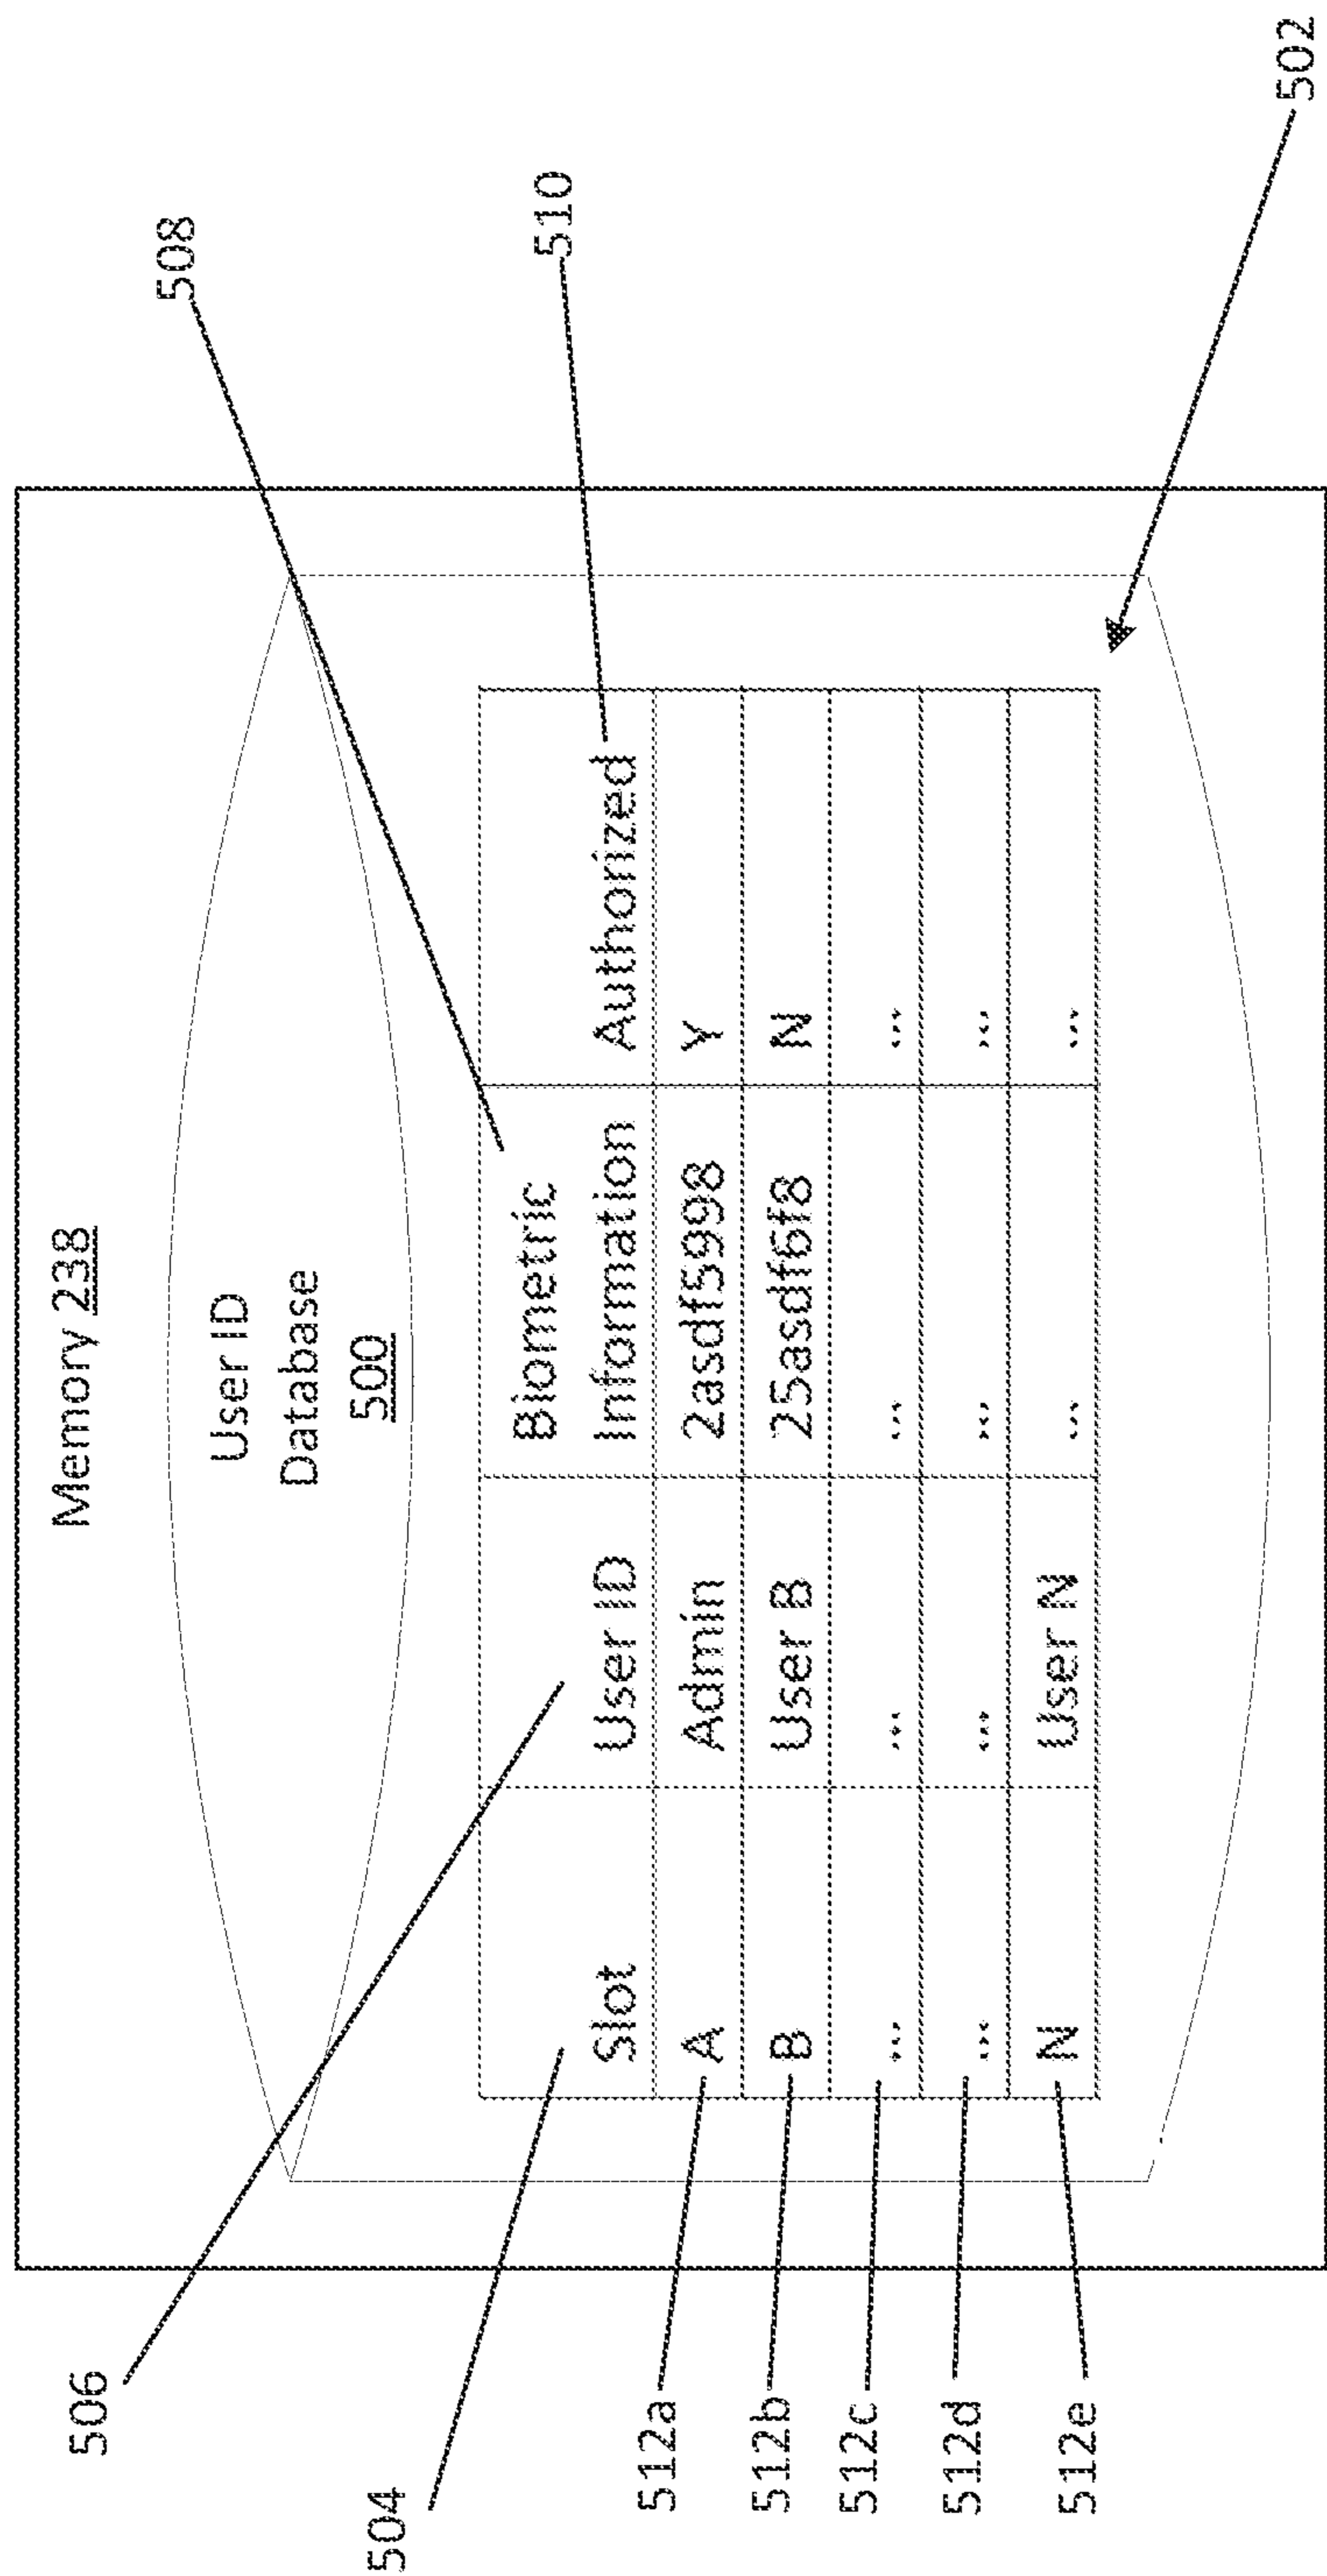 Memory 238
User ID
Database
500
Slot User ID Biometric Information Authorized
A Admin 2asdf5998 Y
B User B 25asdf6f8 N
... ... ... ...
... ... ... ...
N User N ... ...
506
504
508
510
512a
512b
512c
512d
512e
502